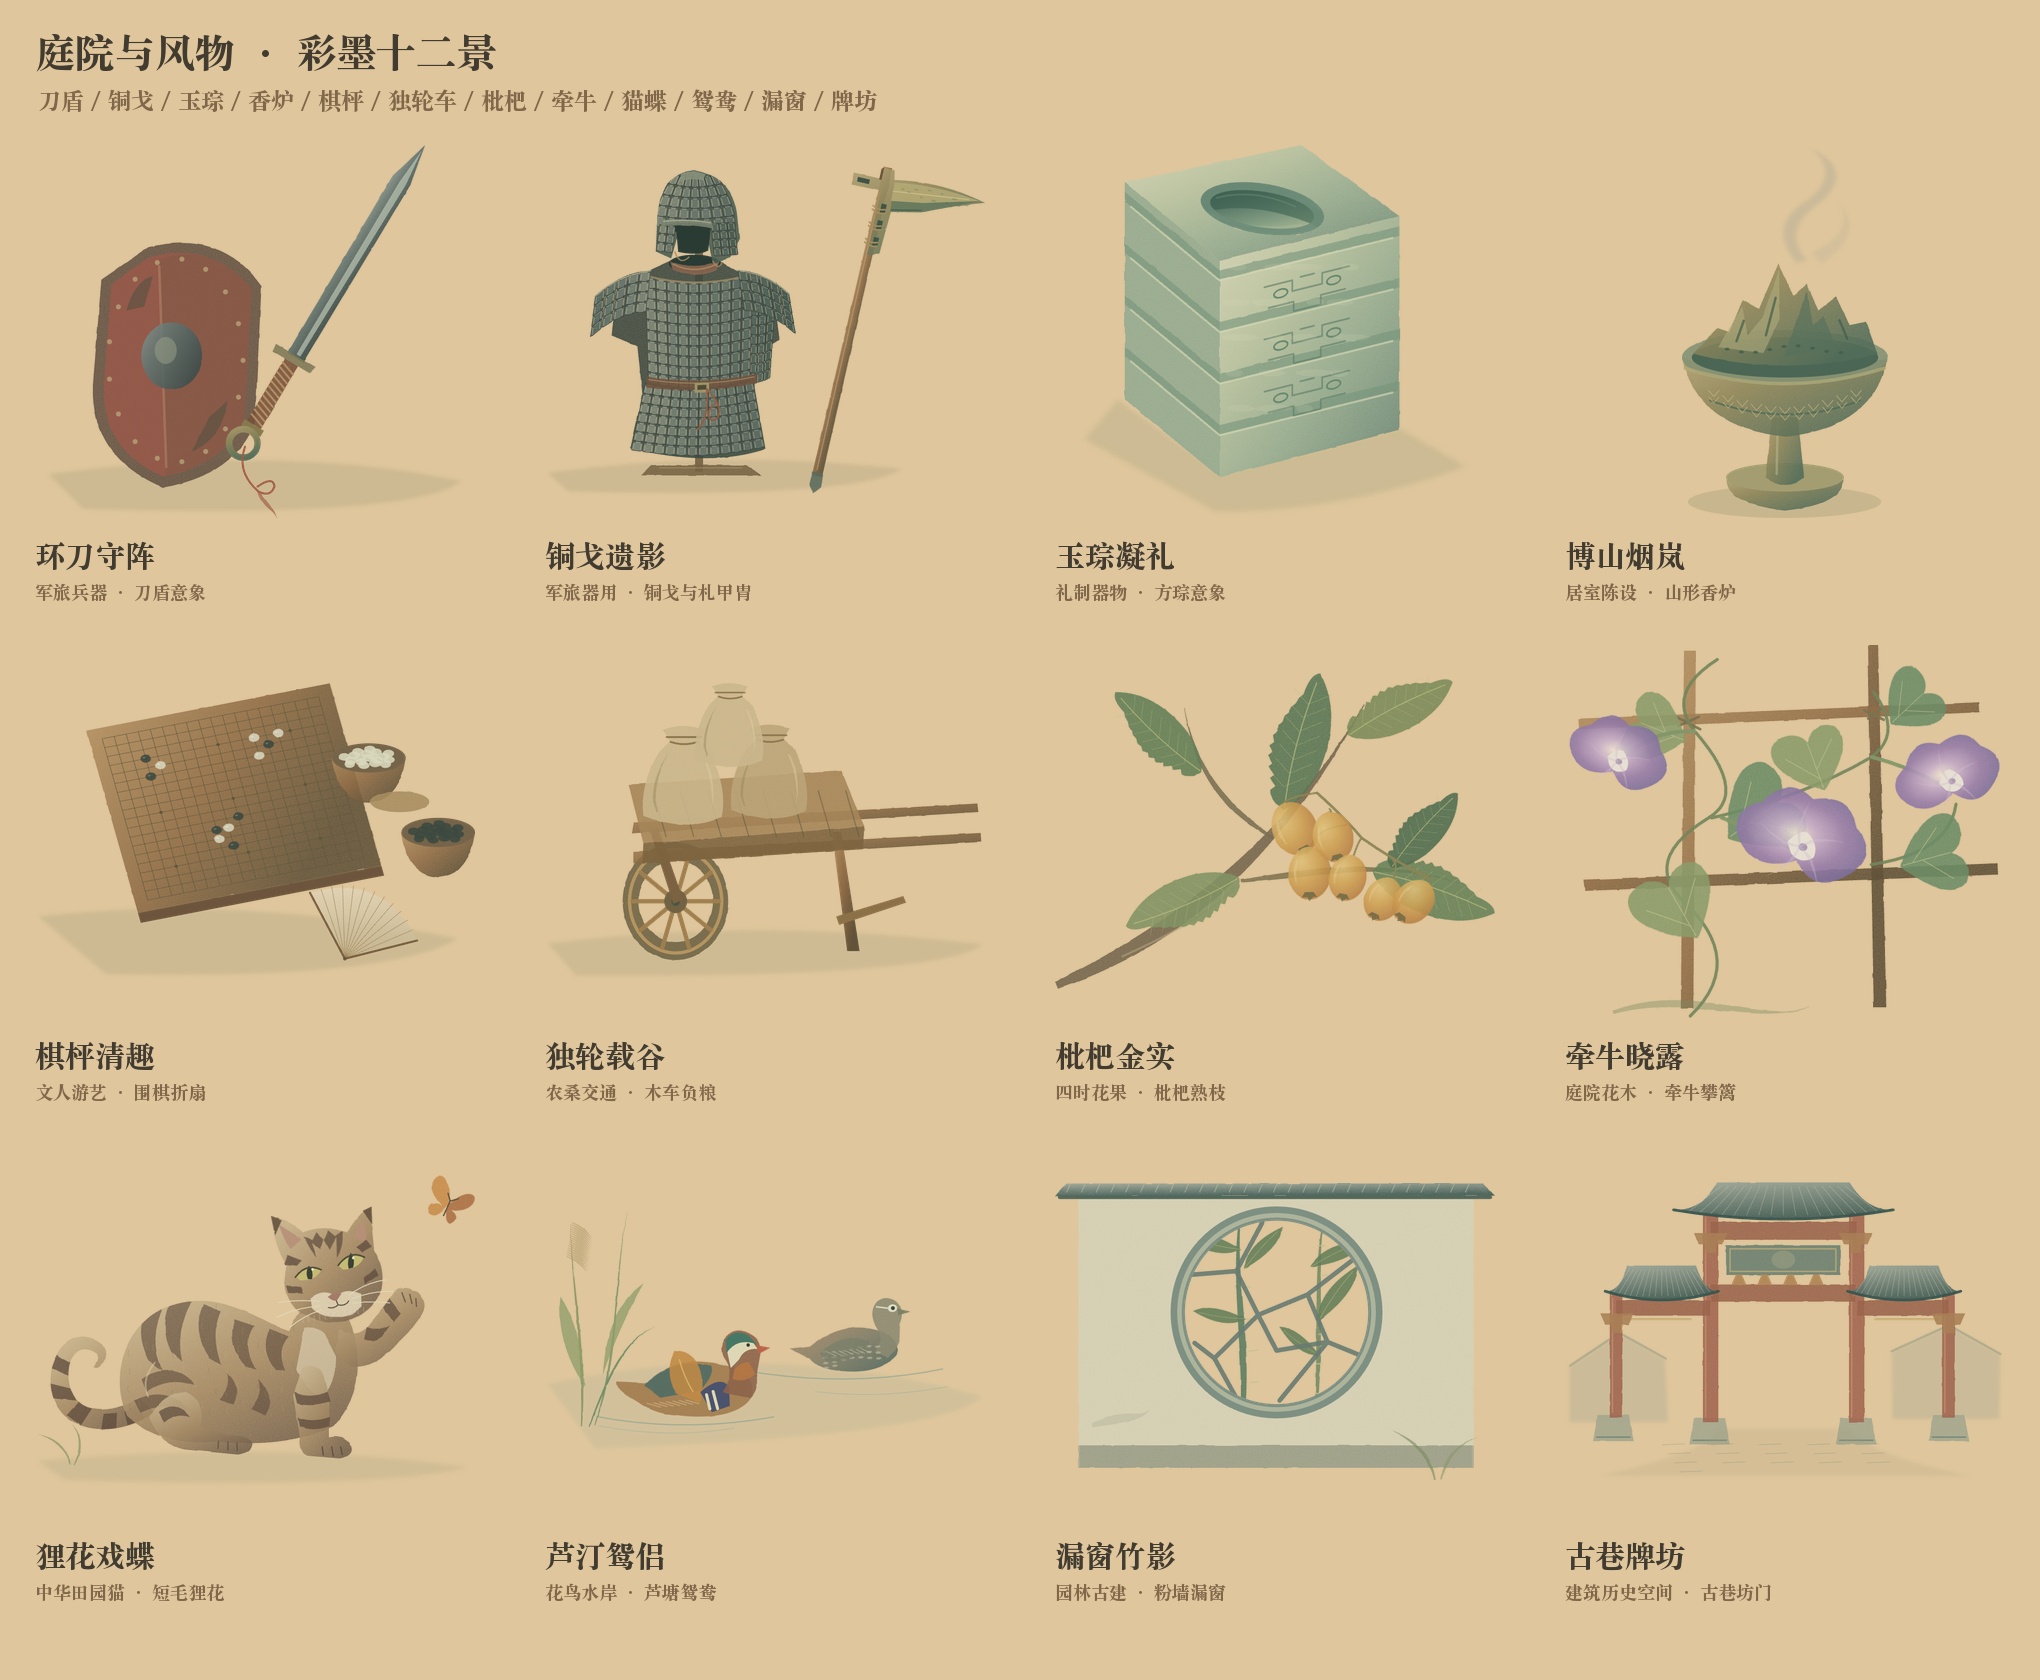 庭院与风物 · 彩墨十二景
刀盾 / 铜戈 / 玉琮 / 香炉 / 棋枰 / 独轮车 / 枇杷 / 牵牛 / 猫蝶 / 鸳鸯 / 漏窗 / 牌坊
环刀守阵
军旅兵器 · 刀盾意象
铜戈遗影
军旅器用 · 铜戈与札甲胄
玉琮凝礼
礼制器物 · 方琮意象
博山烟岚
居室陈设 · 山形香炉
棋枰清趣
文人游艺 · 围棋折扇
独轮载谷
农桑交通 · 木车负粮
枇杷金实
四时花果 · 枇杷熟枝
牵牛晓露
庭院花木 · 牵牛攀篱
狸花戏蝶
中华田园猫 · 短毛狸花
芦汀鸳侣
花鸟水岸 · 芦塘鸳鸯
漏窗竹影
园林古建 · 粉墙漏窗
古巷牌坊
建筑历史空间 · 古巷坊门